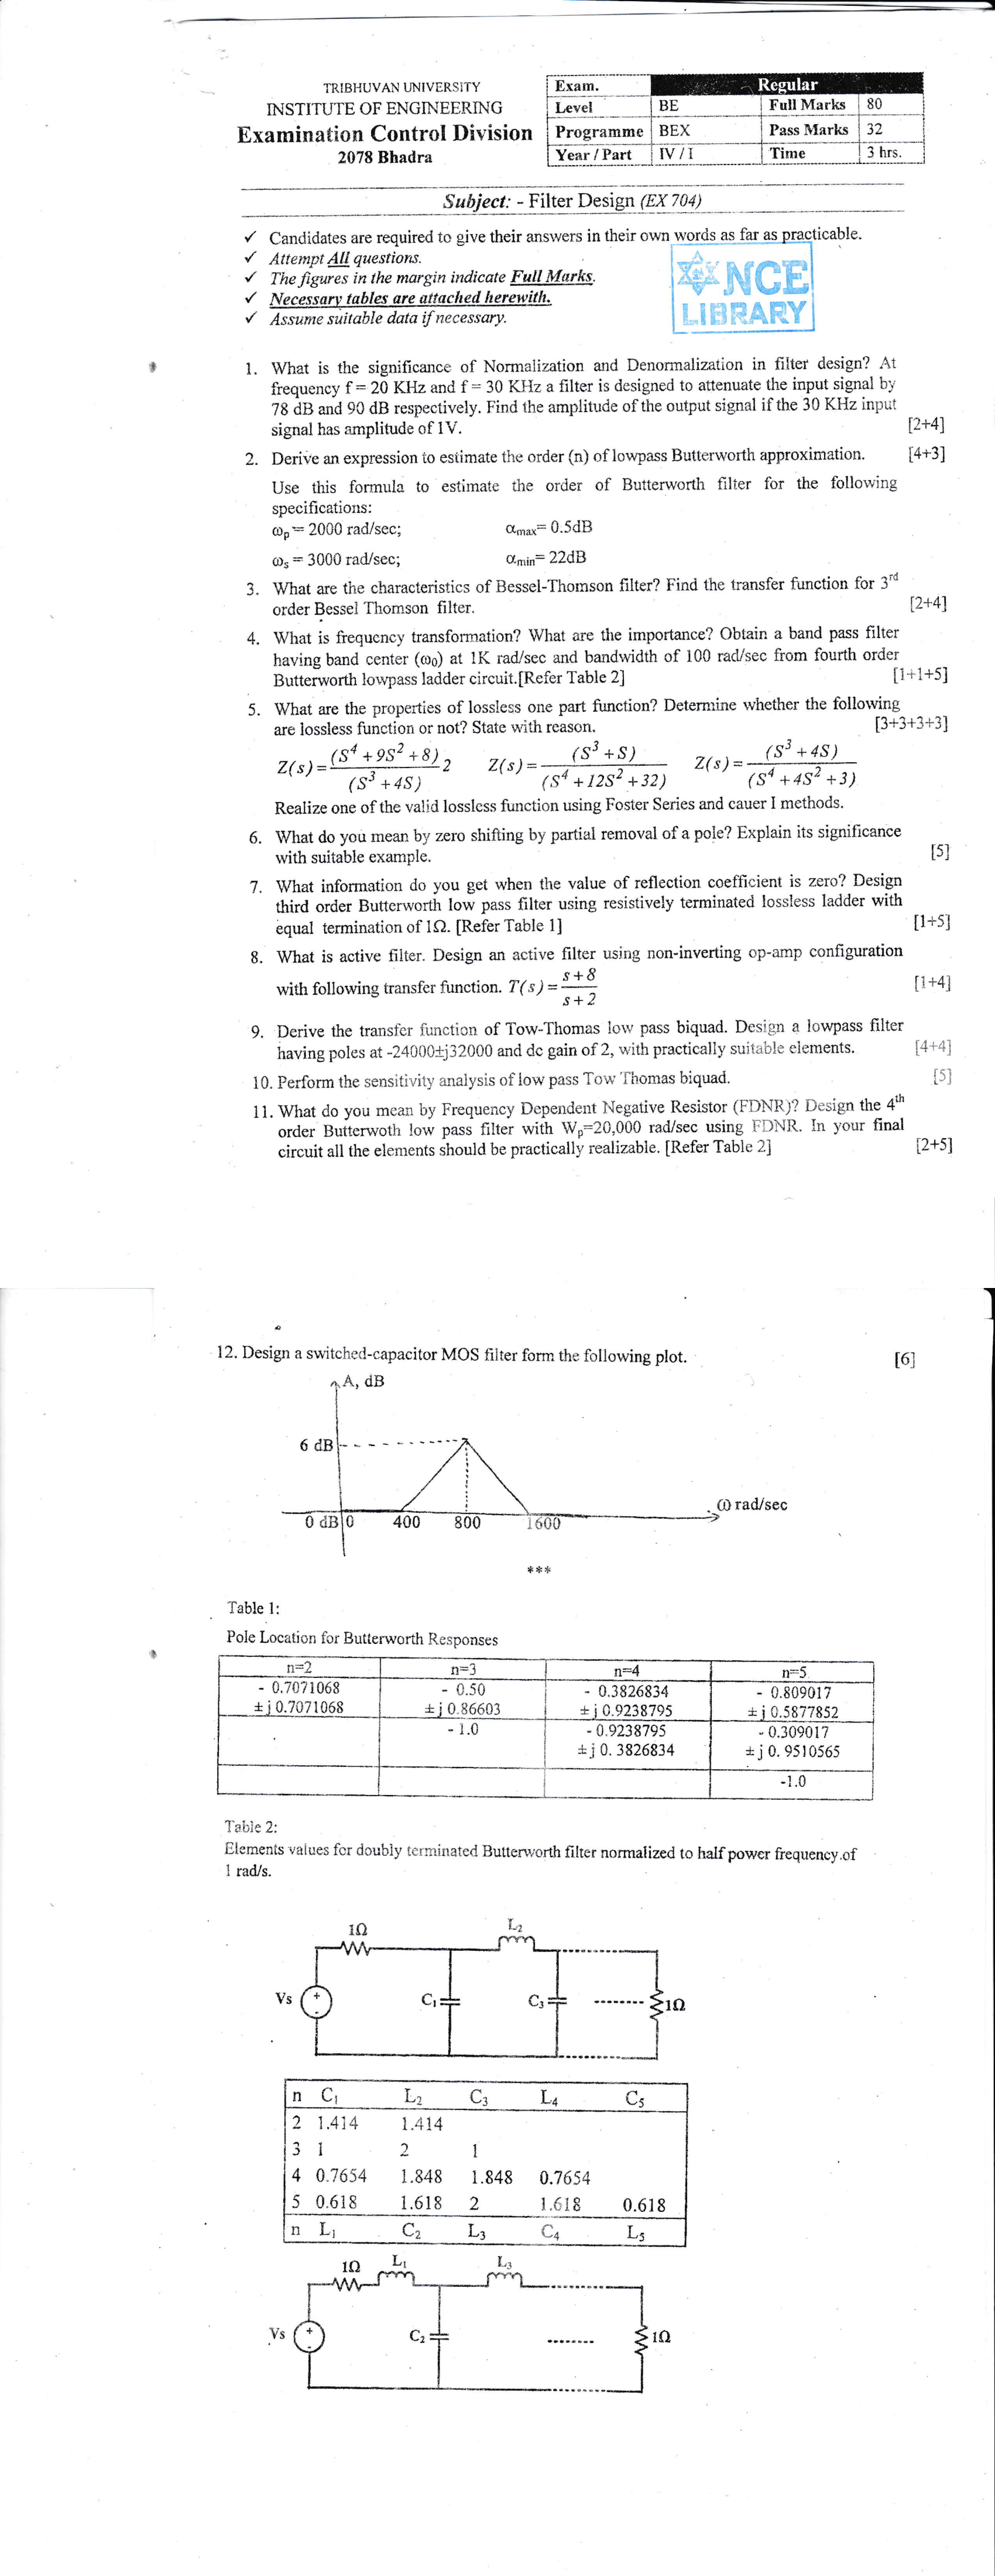 TRIBHUVAN UNIVERSITY
INSTITUTE OF ENGINEERING
Examination Control Division
2078 Bhadra
Exam. Regular
Level BE Full Marks 80
Programme BEX Pass Marks 32
Year / Part IV / I Time 3 hrs.
Subject: - Filter Design (EX 704)
✓ Candidates are required to give their answers in their own words as far as practicable.
✓ Attempt All questions.
✓ The figures in the margin indicate Full Marks.
✓ Necessary tables are attached herewith.
✓ Assume suitable data if necessary.
NCE
LIBRARY
1. What is the significance of Normalization and Denormalization in filter design? At
frequency f = 20 KHz and f = 30 KHz a filter is designed to attenuate the input signal by
78 dB and 90 dB respectively. Find the amplitude of the output signal if the 30 KHz input
signal has amplitude of 1V. [2+4]
2. Derive an expression to estimate the order (n) of lowpass Butterworth approximation. [4+3]
Use this formula to estimate the order of Butterworth filter for the following
specifications:
ωp = 2000 rad/sec; αmax= 0.5dB
ωs = 3000 rad/sec; αmin= 22dB
3. What are the characteristics of Bessel-Thomson filter? Find the transfer function for 3rd
order Bessel Thomson filter. [2+4]
4. What is frequency transformation? What are the importance? Obtain a band pass filter
having band center (ω0) at 1K rad/sec and bandwidth of 100 rad/sec from fourth order
Butterworth lowpass ladder circuit.[Refer Table 2] [1+1+5]
5. What are the properties of lossless one part function? Determine whether the following
are lossless function or not? State with reason. [3+3+3+3]
Z(s)=(S⁴+9S²+8)/(S³+4S) 2 Z(s)=(S³+S)/(S⁴+12S²+32) Z(s)=(S³+4S)/(S⁴+4S²+3)
Realize one of the valid lossless function using Foster Series and cauer I methods.
6. What do you mean by zero shifting by partial removal of a pole? Explain its significance
with suitable example. [5]
7. What information do you get when the value of reflection coefficient is zero? Design
third order Butterworth low pass filter using resistively terminated lossless ladder with
equal termination of 1Ω. [Refer Table 1] [1+5]
8. What is active filter. Design an active filter using non-inverting op-amp configuration
with following transfer function. T(s)=(s+8)/(s+2) [1+4]
9. Derive the transfer function of Tow-Thomas low pass biquad. Design a lowpass filter
having poles at -24000±j32000 and dc gain of 2, with practically suitable elements. [4+4]
10. Perform the sensitivity analysis of low pass Tow Thomas biquad. [5]
11. What do you mean by Frequency Dependent Negative Resistor (FDNR)? Design the 4th
order Butterwoth low pass filter with Wp=20,000 rad/sec using FDNR. In your final
circuit all the elements should be practically realizable. [Refer Table 2] [2+5]
12. Design a switched-capacitor MOS filter form the following plot. [6]
A, dB
6 dB
ω rad/sec
0 dB 0 400 800 1600
***
Table 1:
Pole Location for Butterworth Responses
n=2 n=3 n=4 n=5
- 0.7071068 - 0.50 - 0.3826834 - 0.809017
± j 0.7071068 ± j 0.86603 ± j 0.9238795 ± j 0.5877852
- 1.0 - 0.9238795 - 0.309017
± j 0. 3826834 ± j 0. 9510565
-1.0
Table 2:
Elements values for doubly terminated Butterworth filter normalized to half power frequency of
1 rad/s.
1Ω L2
Vs + - C1 C3 1Ω
n C1 L2 C3 L4 C5
2 1.414 1.414
3 1 2 1
4 0.7654 1.848 1.848 0.7654
5 0.618 1.618 2 1.618 0.618
n L1 C2 L3 C4 L5
1Ω L1 L3
Vs + - C2 1Ω